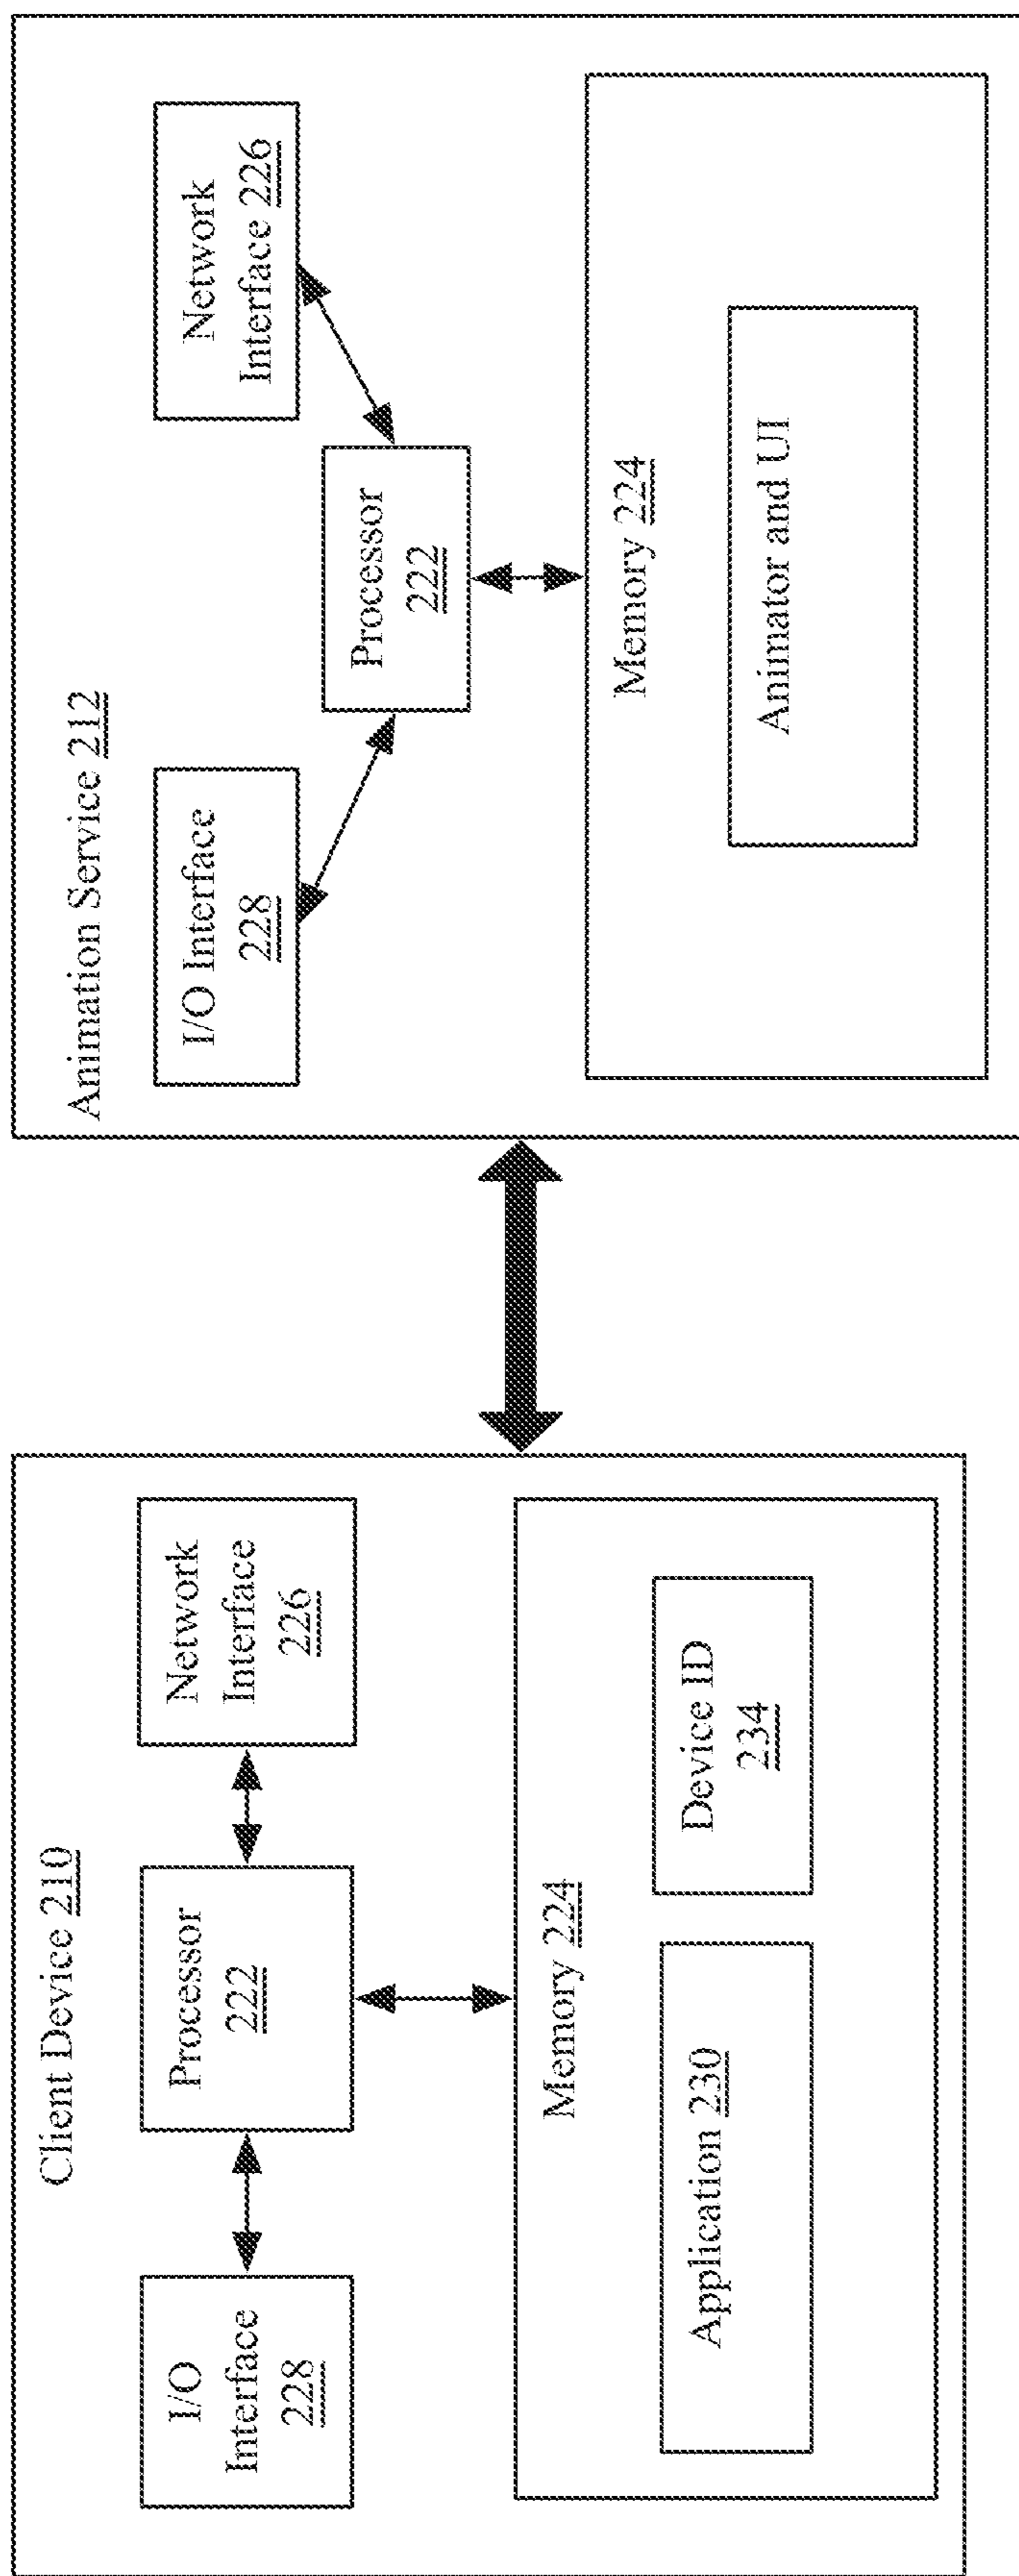 Client Device 210
I/O
Interface
228
Processor
222
Network
Interface
226
Memory 224
Application 230
Device ID
234
Animation Service 212
I/O Interface
228
Processor
222
Network
Interface 226
Memory 224
Animator and UI